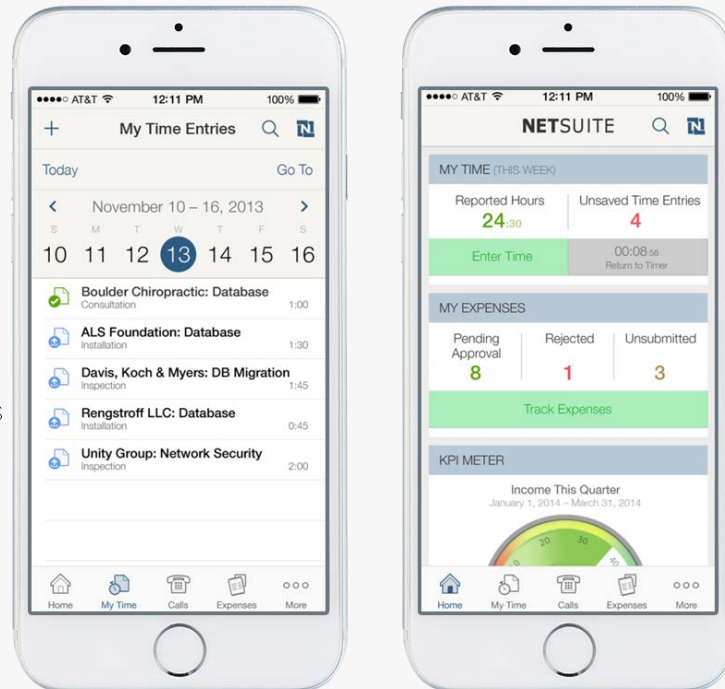 AT&T 12:11 PM 100%
+ My Time Entries N
Today Go To
< November 10 – 16, 2013 >
S M T W T F S
10 11 12 13 14 15 16
Boulder Chiropractic: Database
Consultation 1:00
ALS Foundation: Database
Installation 1:30
Davis, Koch & Myers: DB Migration
Inspection 1:45
Rengstroff LLC: Database
Installation 0:45
Unity Group: Network Security
Inspection 2:00
Home My Time Calls Expenses More
s
AT&T 12:11 PM 100%
NETSUITE N
MY TIME (THIS WEEK)
Reported Hours Unsaved Time Entries
24:30 4
Enter Time 00:08:58
Return to Timer
MY EXPENSES
Pending Rejected Unsubmitted
Approval
8 1 3
Track Expenses
KPI METER
Income This Quarter
January 1, 2014 – March 31, 2014
20 30 40
Home My Time Calls Expenses More